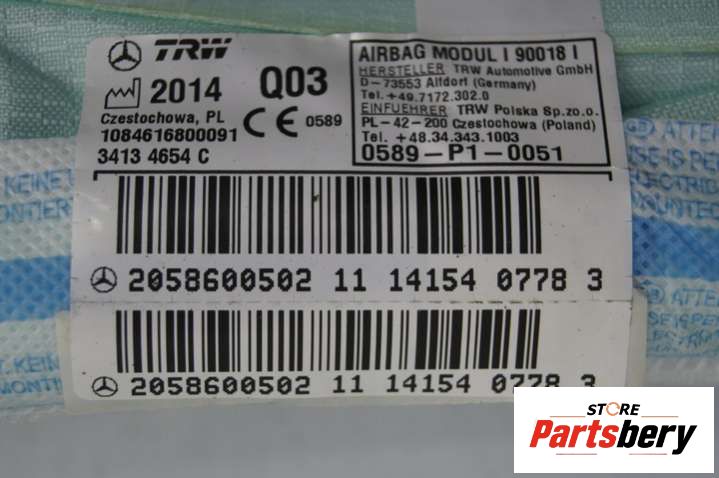 TRW
2014 Q03
Czestochowa, PL
1084616800091
0589
3413 4654 C
AIRBAG MODUL I 90018 I
HERSTELLER TRW Automotive GmbH
D-73553 Alfdorf (Germany)
Tel.+49.7172.302.0
EINFUEHRER TRW Polska Sp.zo.o.
PL-42-200 Czestochowa (Poland)
Tel.+48.34.343.1003
0589-P1-0051
2058600502 11 14154 0778 3
2058600502 11 14154 0778 3
KEINE
ATTE
STORE
Partsbery